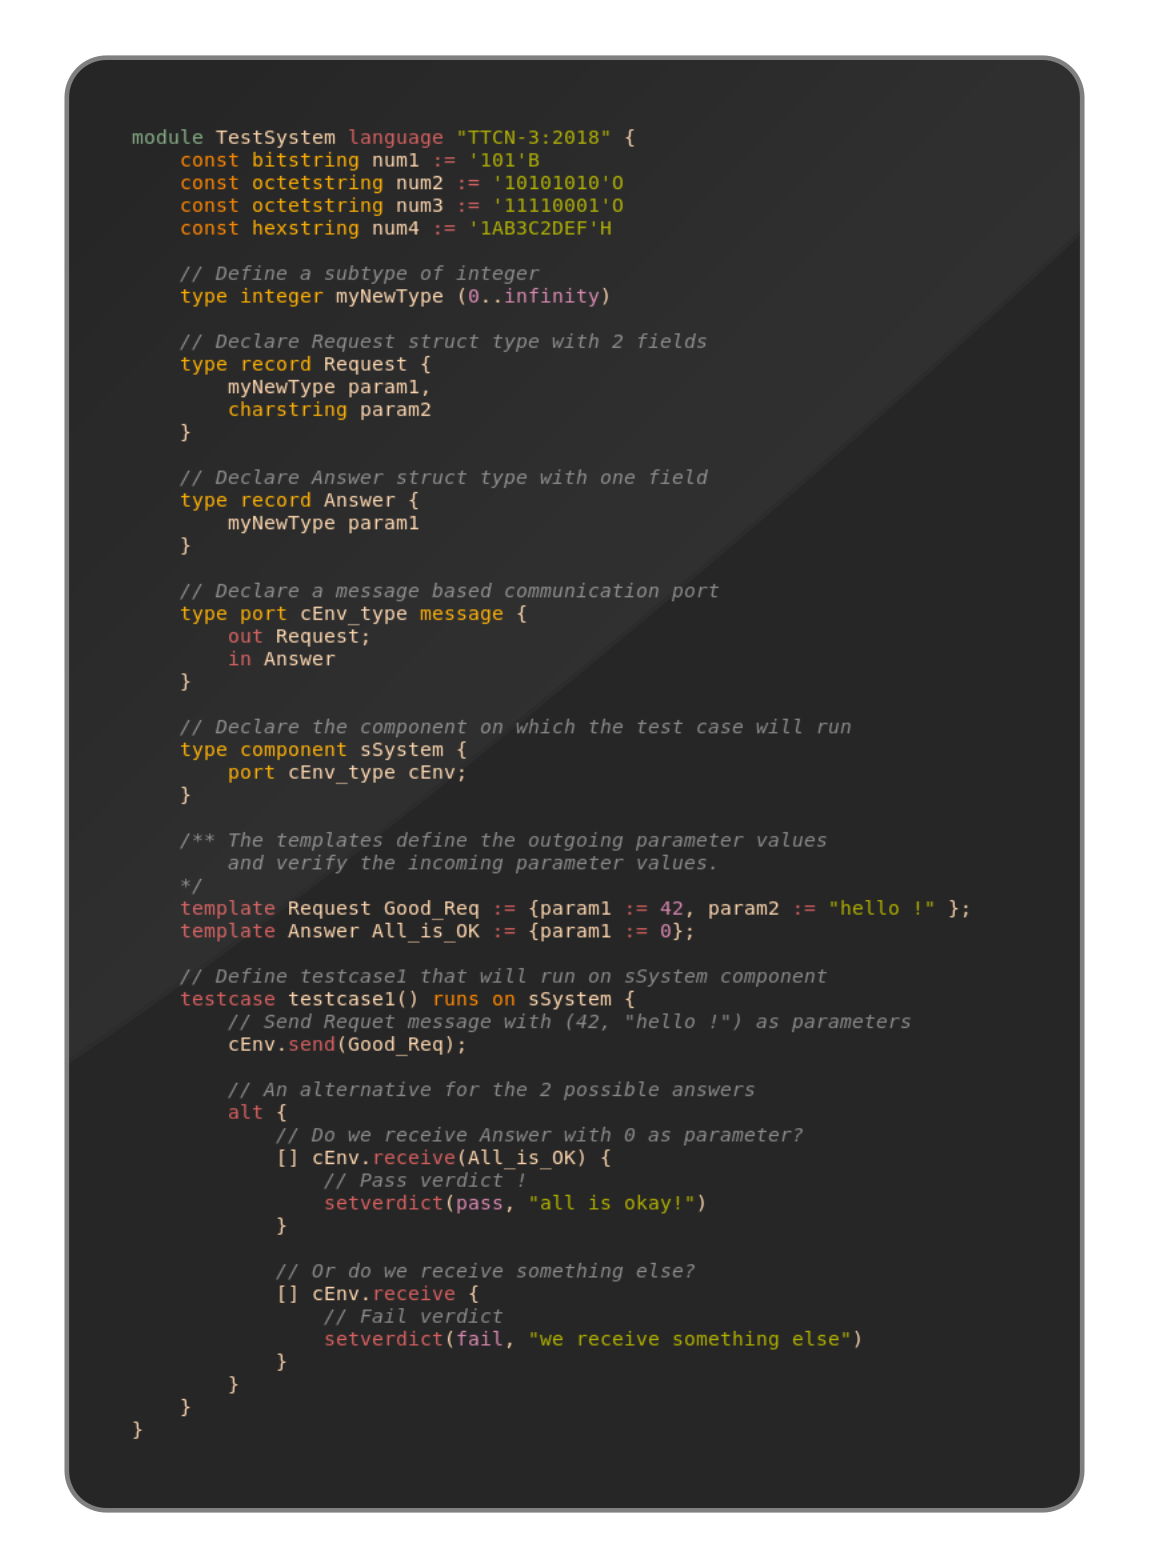 module TestSystem language "TTCN-3:2018" {
    const bitstring num1 := '101'B
    const octetstring num2 := '10101010'O
    const octetstring num3 := '11110001'O
    const hexstring num4 := '1AB3C2DEF'H

    // Define a subtype of integer
    type integer myNewType (0..infinity)

    // Declare Request struct type with 2 fields
    type record Request {
        myNewType param1,
        charstring param2
    }

    // Declare Answer struct type with one field
    type record Answer {
        myNewType param1
    }

    // Declare a message based communication port
    type port cEnv_type message {
        out Request;
        in Answer
    }

    // Declare the component on which the test case will run
    type component sSystem {
        port cEnv_type cEnv;
    }

    /** The templates define the outgoing parameter values
        and verify the incoming parameter values.
    */
    template Request Good_Req := {param1 := 42, param2 := "hello !" };
    template Answer All_is_OK := {param1 := 0};

    // Define testcase1 that will run on sSystem component
    testcase testcase1() runs on sSystem {
        // Send Requet message with (42, "hello !") as parameters
        cEnv.send(Good_Req);

        // An alternative for the 2 possible answers
        alt {
            // Do we receive Answer with 0 as parameter?
            [] cEnv.receive(All_is_OK) {
                // Pass verdict !
                setverdict(pass, "all is okay!")
            }

            // Or do we receive something else?
            [] cEnv.receive {
                // Fail verdict
                setverdict(fail, "we receive something else")
            }
        }
    }
}